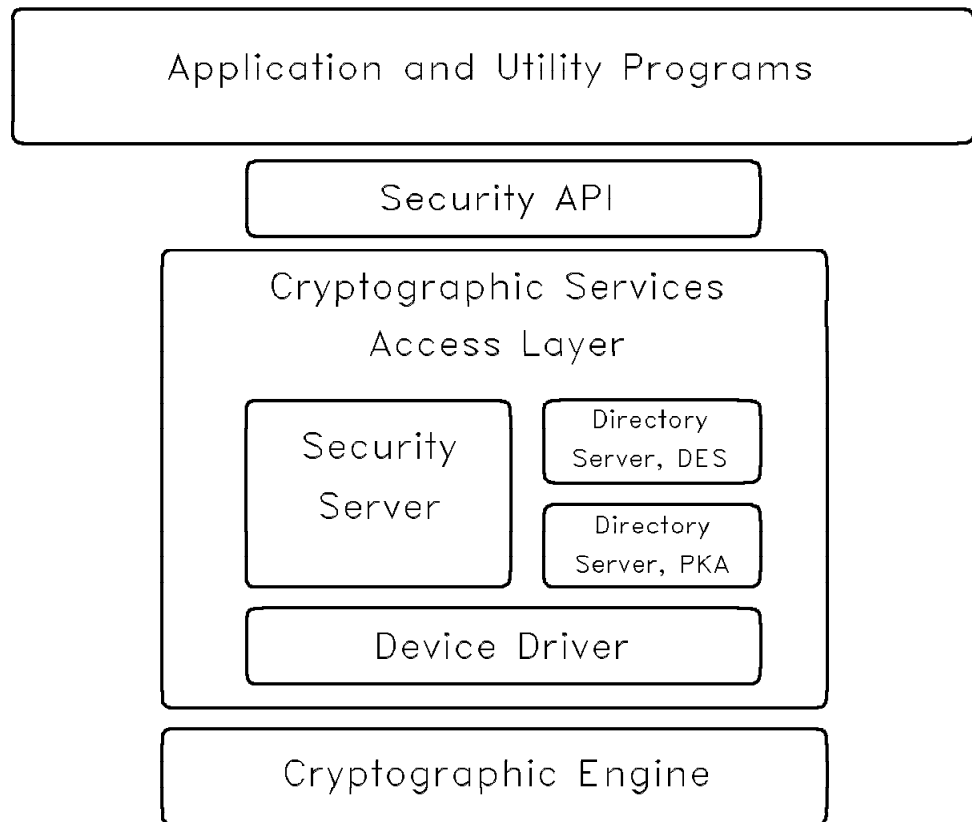 Application and Utility Programs
Security API
Cryptographic Services
Access Layer
Security
Server
Directory
Server, DES
Directory
Server, PKA
Device Driver
Cryptographic Engine